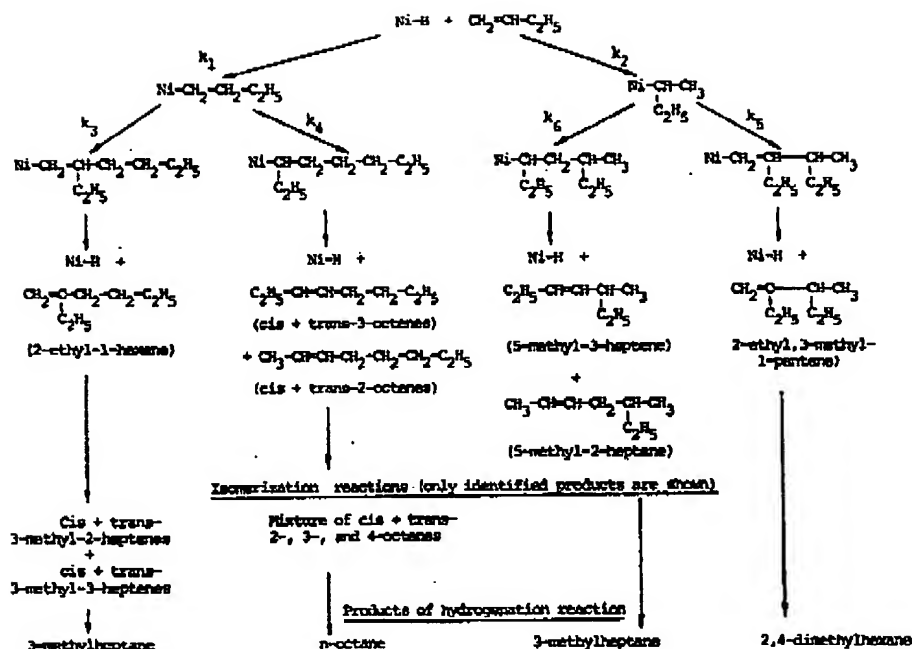 Ni-H + CH2=CH-C2H5
k1
k2
Ni-CH2-CH2-C2H5
Ni-CH-CH3
C2H5
k3
k4
k6
k5
Ni-CH2-CH-CH2-CH2-C2H5
C2H5
Ni-CH-CH2-CH2-CH2-C2H5
C2H5
Ni-CH-CH2-CH-CH3
C2H5 C2H5
Ni-CH2-CH-CH-CH3
C2H5 C2H5
Ni-H +
Ni-H +
Ni-H +
Ni-H +
CH2=C-CH2-CH2-C2H5
C2H5
(2-ethyl-1-hexene)
C2H5-CH=CH-CH2-CH2-C2H5
(cis + trans-3-octenes)
+ CH3-CH=CH-CH2-CH2-CH2-C2H5
(cis + trans-2-octenes)
C2H5-CH=CH-CH-CH3
C2H5
(5-methyl-3-heptene)
+
CH3-CH=CH-CH2-CH-CH3
C2H5
(5-methyl-2-heptene)
CH2=C-CH-CH3
C2H5 C2H5
2-ethyl,3-methyl-
1-pentene)
Isomerization reactions (only identified products are shown)
Cis + trans-
3-methyl-2-heptenes
+
cis + trans-
3-methyl-3-heptenes
Mixture of cis + trans-
2-, 3-, and 4-octenes
Products of hydrogenation reaction
3-methylheptane
n-octane
3-methylheptane
2,4-dimethylhexane